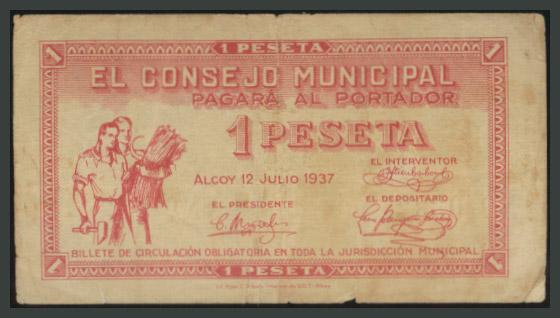 1 PESETA
1 1
EL CONSEJO MUNICIPAL
PAGARÁ AL PORTADOR
1 PESETA
EL INTERVENTOR
ALCOY 12 JULIO 1937
EL PRESIDENTE
EL DEPOSITARIO
BILLETE DE CIRCULACIÓN OBLIGATORIA EN TODA LA JURISDICCIÓN MUNICIPAL
1 1
1 PESETA